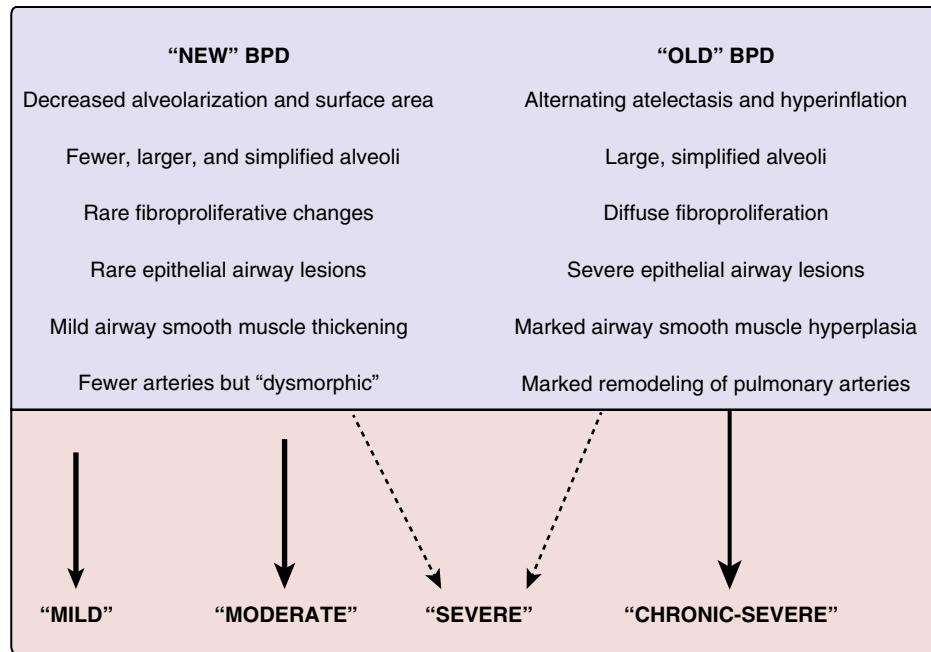 “NEW” BPD
Decreased alveolarization and surface area
Fewer, larger, and simplified alveoli
Rare fibroproliferative changes
Rare epithelial airway lesions
Mild airway smooth muscle thickening
Fewer arteries but “dysmorphic”
“OLD” BPD
Alternating atelectasis and hyperinflation
Large, simplified alveoli
Diffuse fibroproliferation
Severe epithelial airway lesions
Marked airway smooth muscle hyperplasia
Marked remodeling of pulmonary arteries
“MILD”
“MODERATE”
“SEVERE”
“CHRONIC-SEVERE”